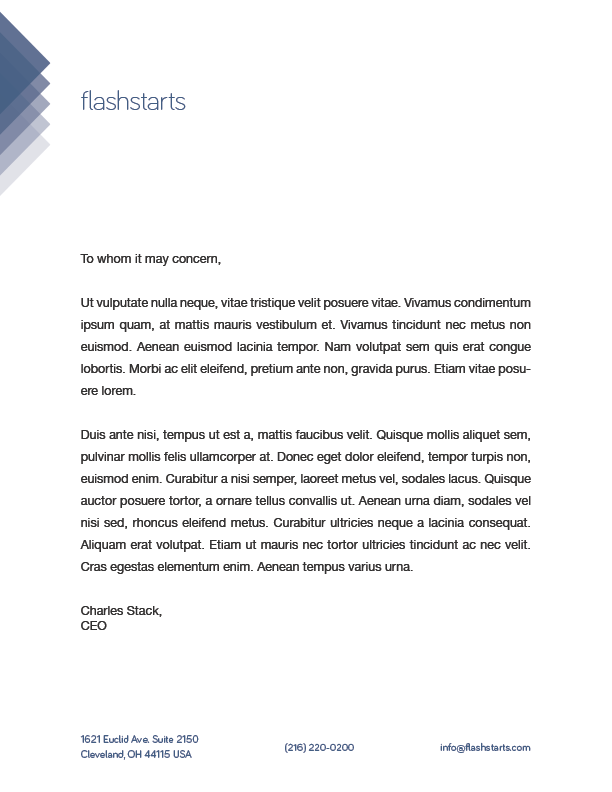 flashstarts
To whom it may concern,
Ut vulputate nulla neque, vitae tristique velit posuere vitae. Vivamus condimentum
ipsum quam, at mattis mauris vestibulum et. Vivamus tincidunt nec metus non
euismod. Aenean euismod lacinia tempor. Nam volutpat sem quis erat congue
lobortis. Morbi ac elit eleifend, pretium ante non, gravida purus. Etiam vitae posu-
ere lorem.
Duis ante nisi, tempus ut est a, mattis faucibus velit. Quisque mollis aliquet sem,
pulvinar mollis felis ullamcorper at. Donec eget dolor eleifend, tempor turpis non,
euismod enim. Curabitur a nisi semper, laoreet metus vel, sodales lacus. Quisque
auctor posuere tortor, a ornare tellus convallis ut. Aenean urna diam, sodales vel
nisi sed, rhoncus eleifend metus. Curabitur ultricies neque a lacinia consequat.
Aliquam erat volutpat. Etiam ut mauris nec tortor ultricies tincidunt ac nec velit.
Cras egestas elementum enim. Aenean tempus varius urna.
Charles Stack,
CEO
1621 Euclid Ave. Suite 2150
Cleveland, OH 44115 USA
(216) 220-0200
info@flashstarts.com